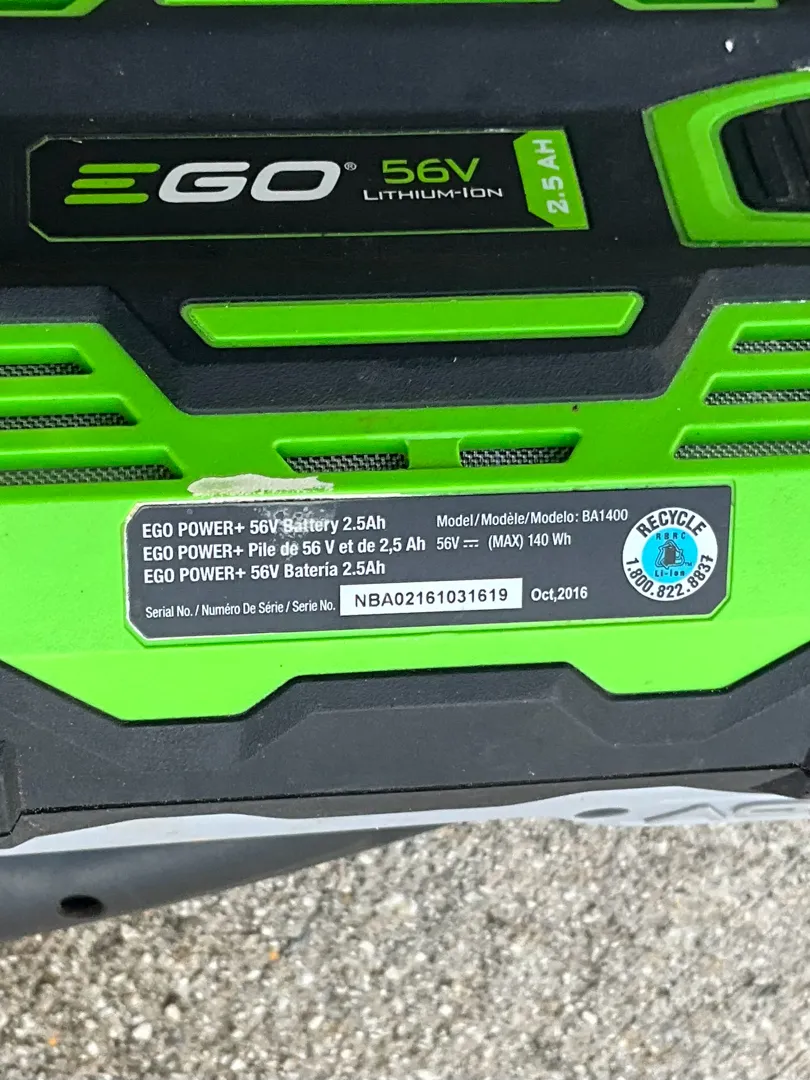 EGO® 56V
LITHIUM-ION
2.5 AH
EGO POWER+ 56V Battery 2.5Ah
EGO POWER+ Pile de 56 V et de 2,5 Ah
EGO POWER+ 56V Batería 2.5Ah
Model/Modèle/Modelo: BA1400
56V ⎓ (MAX) 140 Wh
Serial No. / Numéro De Série / Serie No. NBA02161031619 Oct,2016
RECYCLE
RBRC
Li-Ion
1.800.822.8837